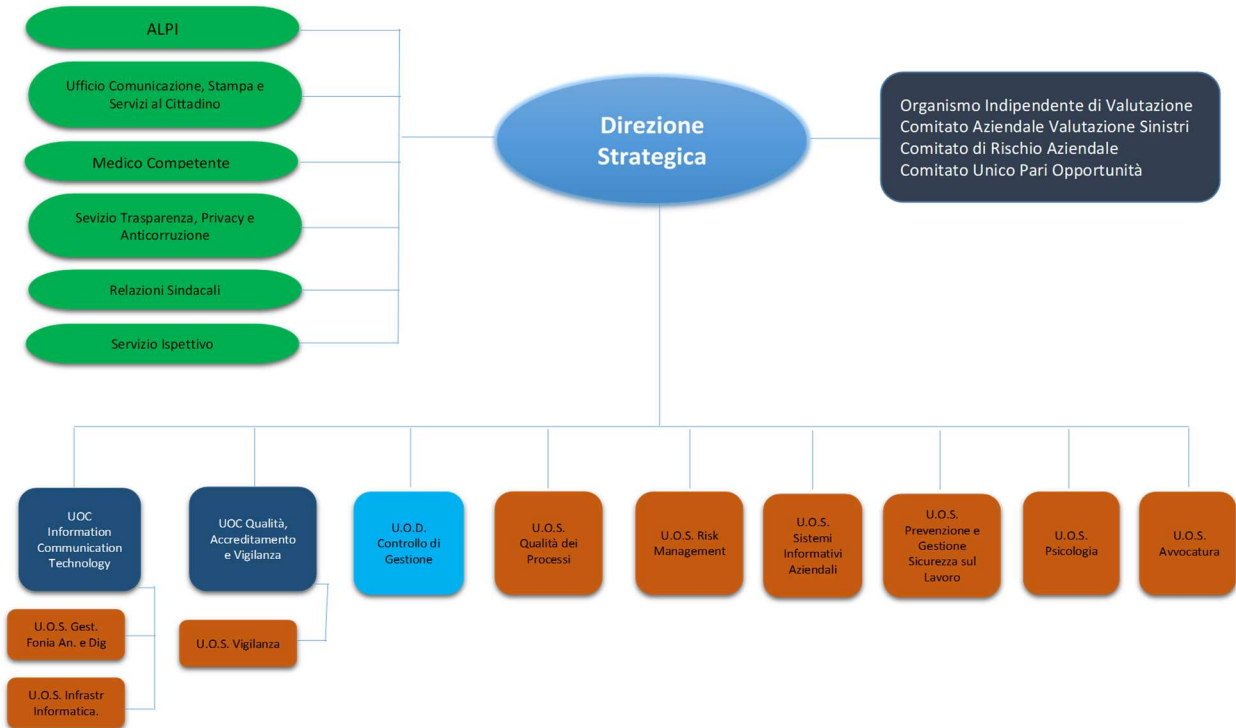 ALPI
Ufficio Comunicazione, Stampa e
Servizi al Cittadino
Medico Competente
Sevizio Trasparenza, Privacy e
Anticorruzione
Relazioni Sindacali
Servizio Ispettivo
Direzione
Strategica
Organismo Indipendente di Valutazione
Comitato Aziendale Valutazione Sinistri
Comitato di Rischio Aziendale
Comitato Unico Pari Opportunità
UOC
Information
Communication
Technology
UOC Qualità,
Accreditamento
e Vigilanza
U.O.D.
Controllo di
Gestione
U.O.S.
Qualità dei
Processi
U.O.S. Risk
Management
U.O.S.
Sistemi
Informativi
Aziendali
U.O.S.
Prevenzione e
Gestione
Sicurezza sul
Lavoro
U.O.S.
Psicologia
U.O.S.
Avvocatura
U.O.S. Gest.
Fonia An. e Dig
U.O.S. Vigilanza
U.O.S. Infrastr
Informatica.